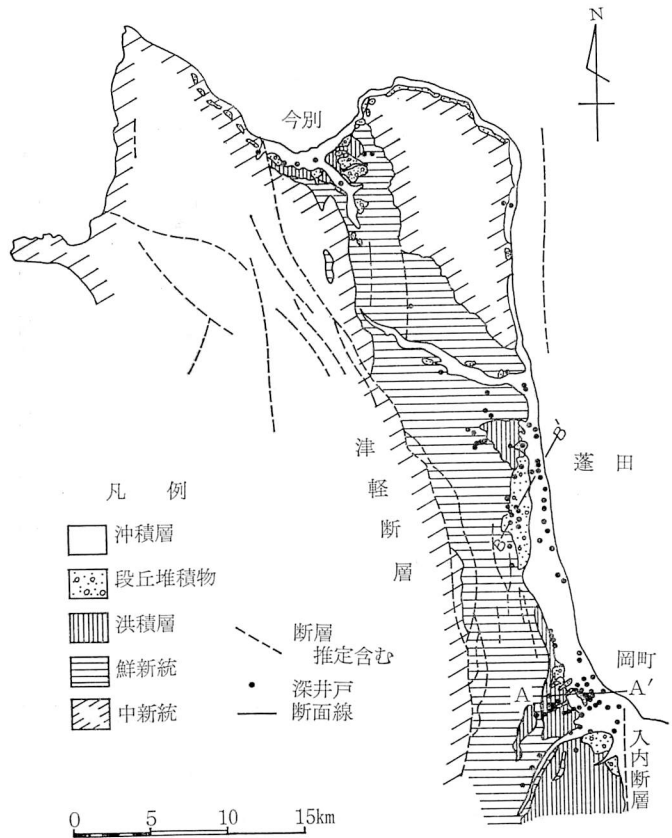 N
今別
津軽断層
B'
蓬田
B
凡例
沖積層
段丘堆積物
洪積層
鮮新統
中新統
断層
推定含む
深井戸
断面線
岡町
A
A'
入内断層
0 5 10 15km